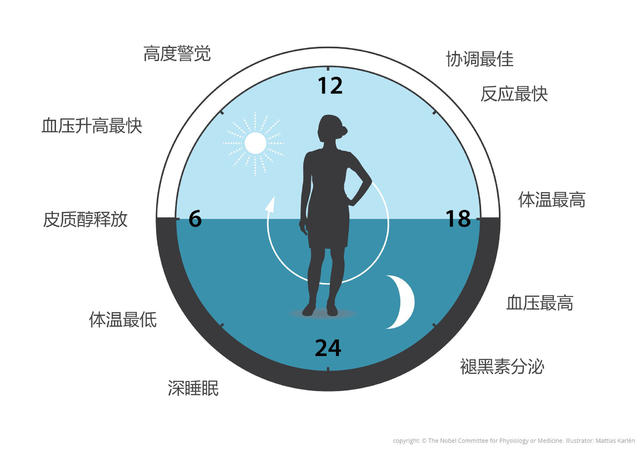 高度警觉
协调最佳
反应最快
12
血压升高最快
体温最高
皮质醇释放
6
18
血压最高
体温最低
24
褪黑素分泌
深睡眠
copyright: © The Nobel Committee for Physiology or Medicine. Illustrator: Mattias Karlén